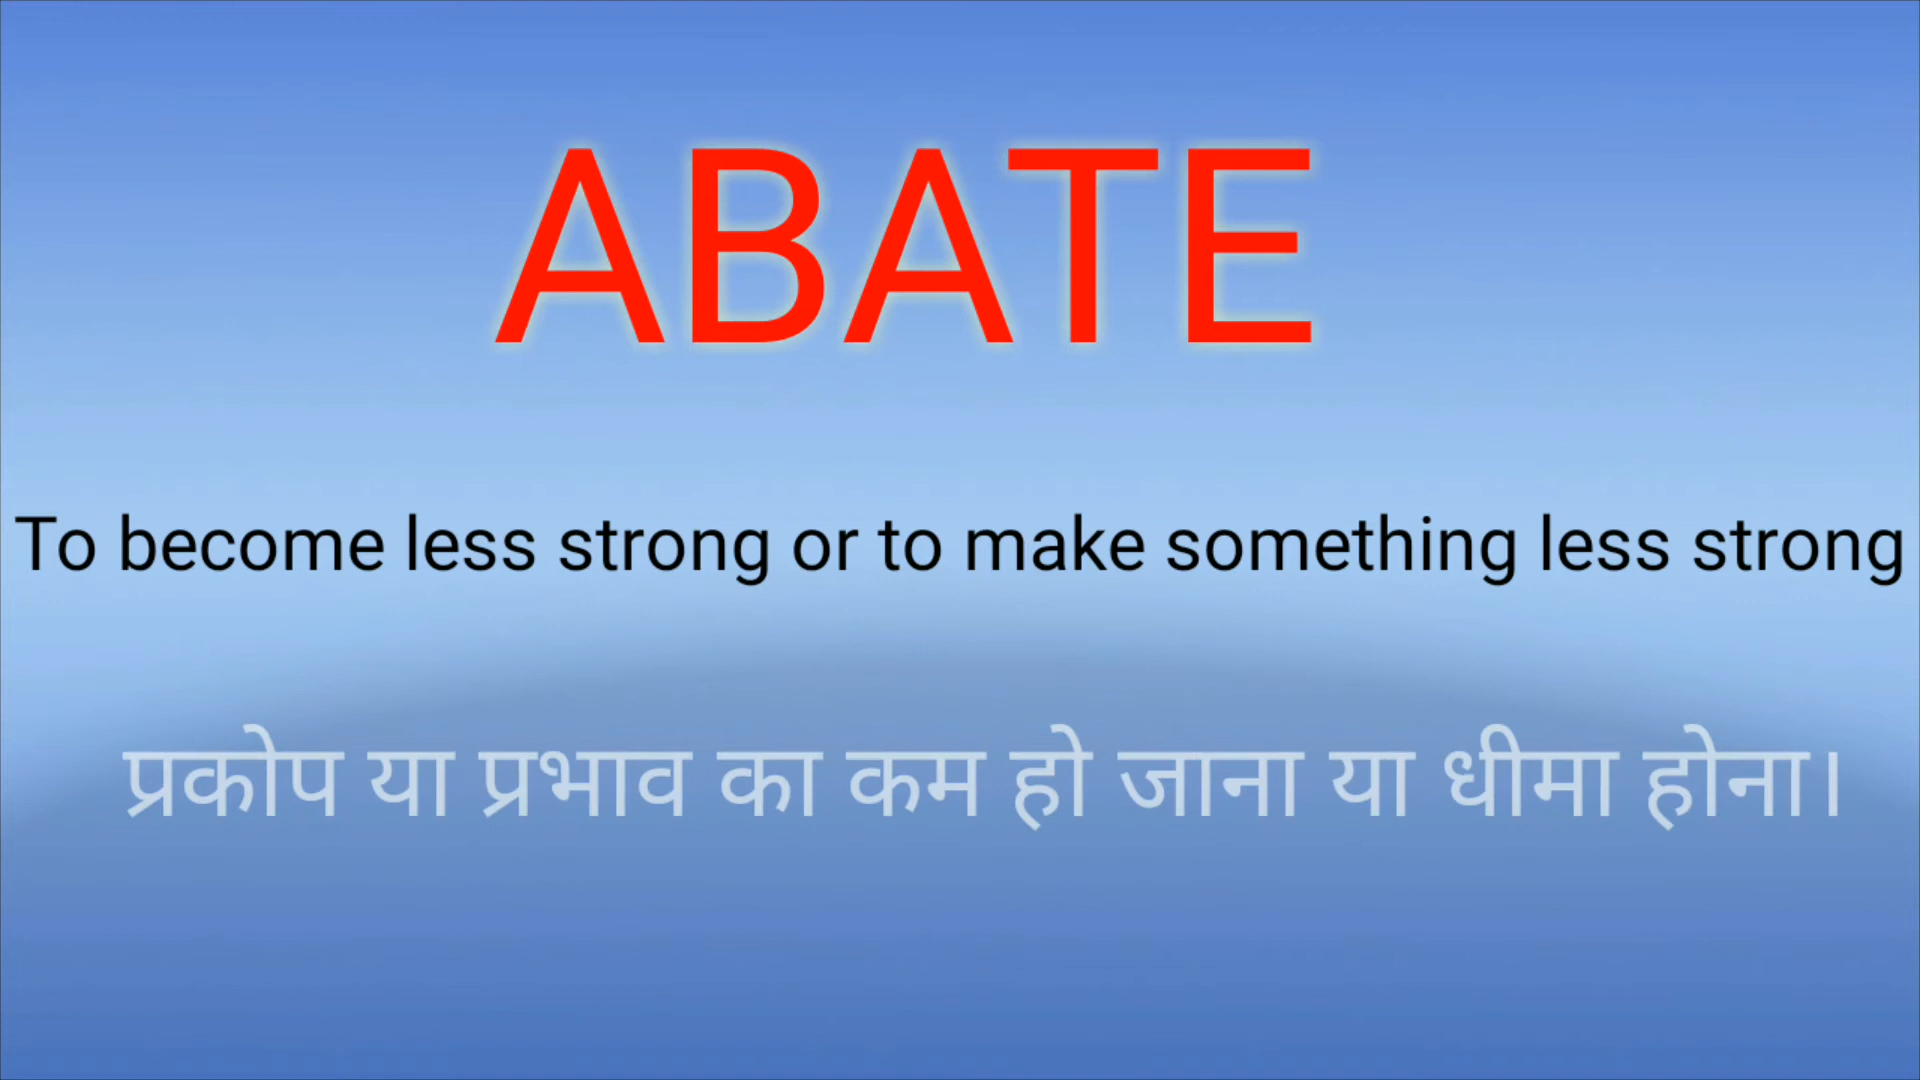 ABATE
To become less strong or to make something less strong
प्रकोप या प्रभाव का कम हो जाना या धीमा होना।